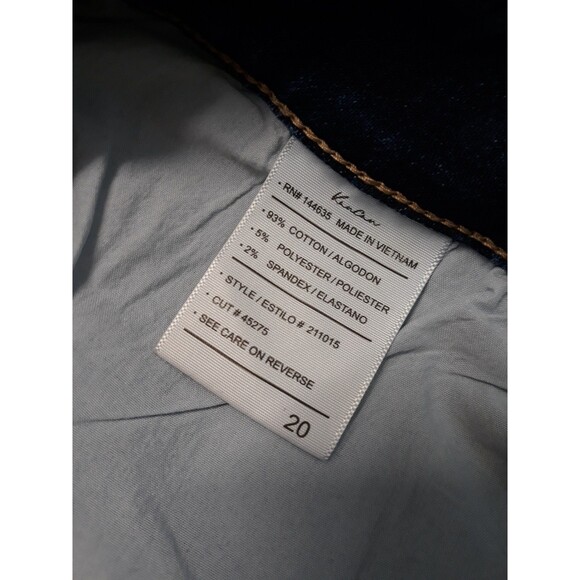 KanCan
• RN# 144635 MADE IN VIETNAM
• 93% COTTON / ALGODON
• 5% POLYESTER / POLIESTER
• 2% SPANDEX / ELASTANO
• STYLE / ESTILO # 211015
• CUT # 45275
• SEE CARE ON REVERSE
20